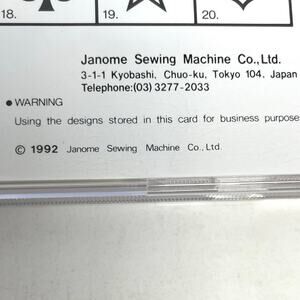 18. 19. 20.
Janome Sewing Machine Co.,Ltd.
3-1-1 Kyobashi, Chuo-ku, Tokyo 104, Japan
Telephone:(03) 3277-2033
● WARNING
Using the designs stored in this card for business purposes
© 1992 Janome Sewing Machine Co., Ltd.